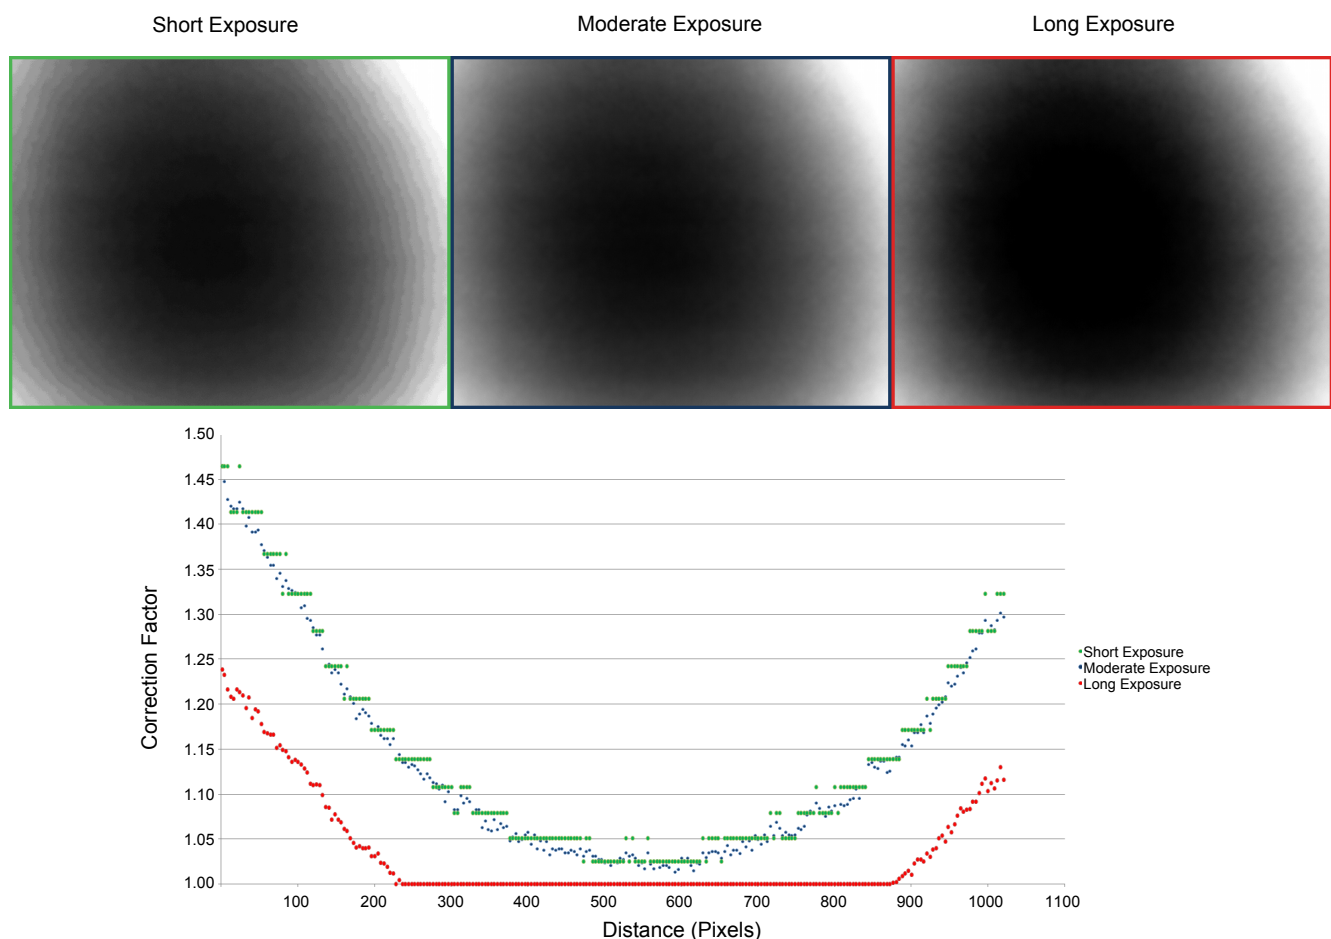 Short Exposure Moderate Exposure Long Exposure
1.50
1.45
1.40
1.35
1.30
1.25
1.20
1.15
1.10
1.05
1.00
Correction Factor
Short Exposure
Moderate Exposure
Long Exposure
100 200 300 400 500 600 700 800 900 1000 1100
Distance (Pixels)